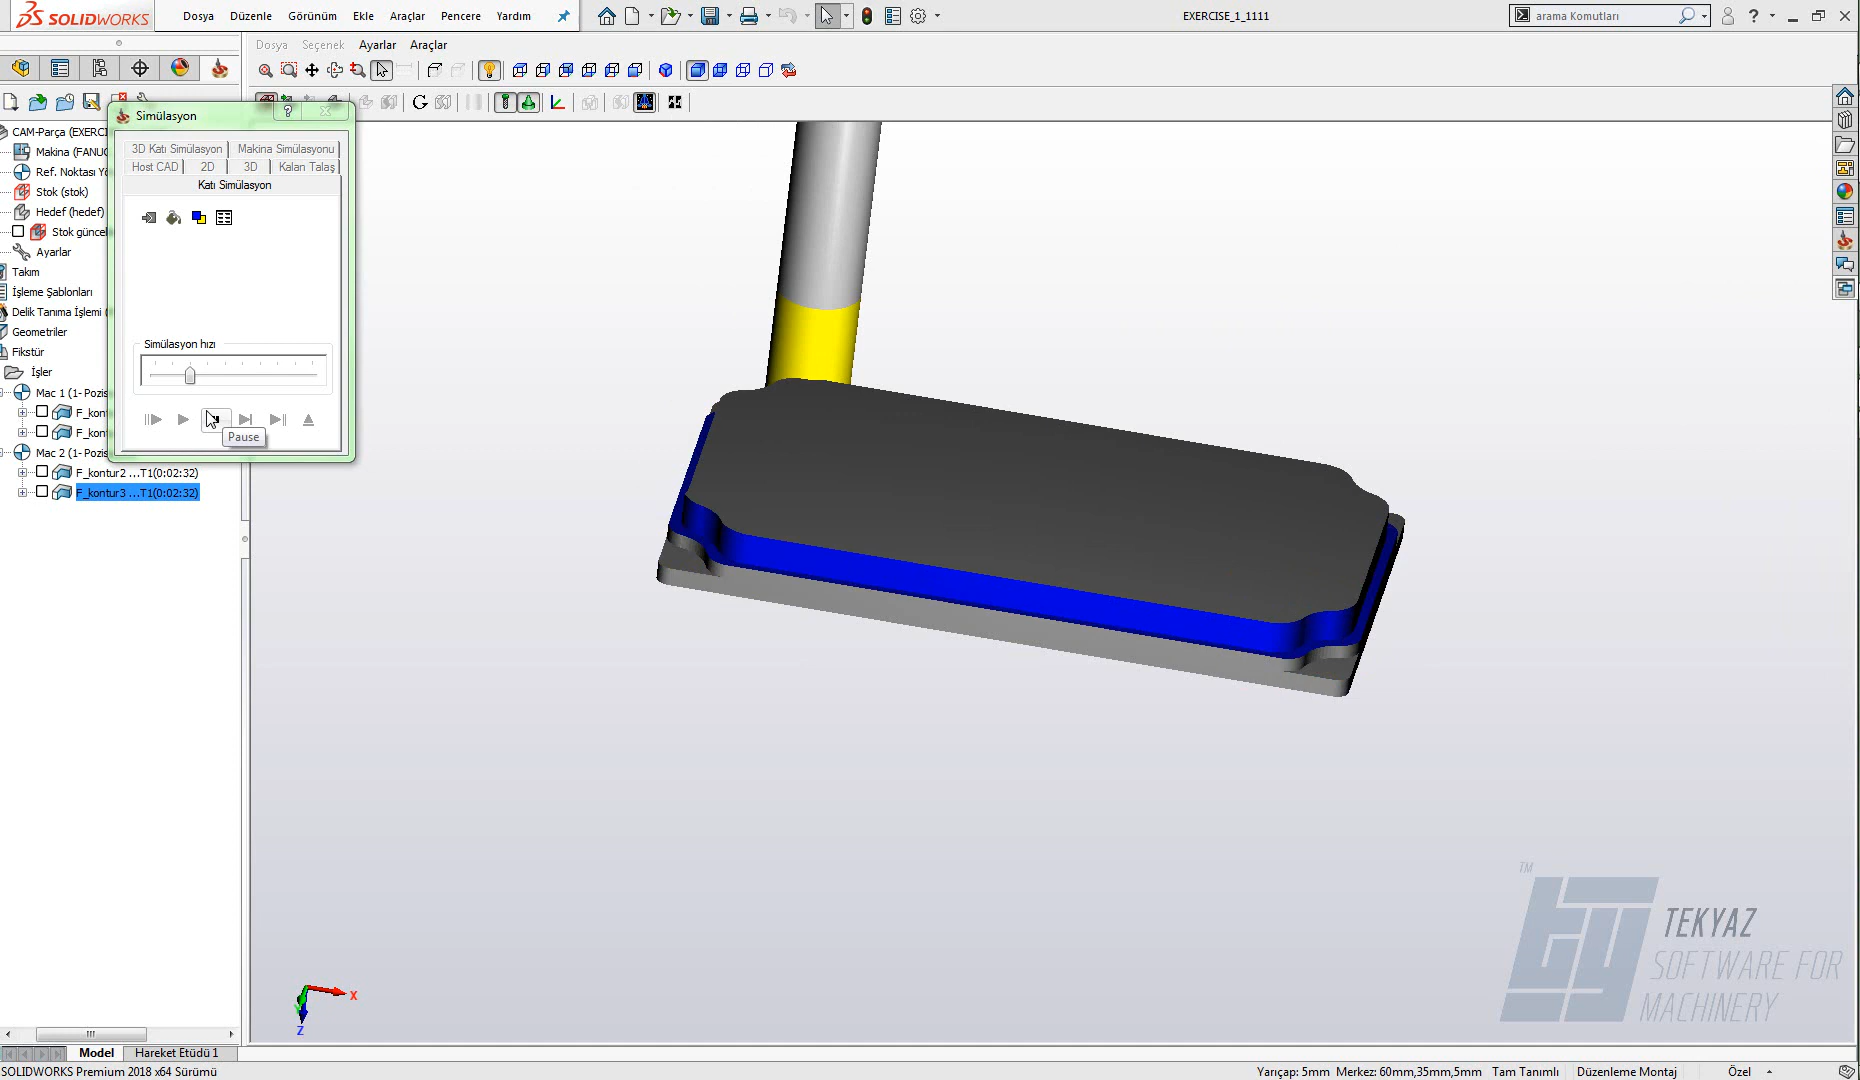 SOLIDWORKS
Dosya Düzenle Görünüm Ekle Araçlar Pencere Yardım
EXERCISE_1_1111
arama Komutları
Dosya Seçenek Ayarlar Araçlar
Simülasyon
3D Katı Simülasyon Makina Simülasyonu
Host CAD 2D 3D Kalan Talaş
Katı Simülasyon
Simülasyon hızı
Pause
CAM-Parça (EXERCI
Makina (FANUC
Ref. Noktası Yö
Stok (stok)
Hedef (hedef)
Stok güncel
Ayarlar
Takım
İşleme Şablonları
Delik Tanıma İşlemi (
Geometriler
Fikstür
İşler
Mac 1 (1- Pozis
F_kon
F_kon
Mac 2 (1- Pozis
F_kontur2 ...T1(0:02:32)
F_kontur3 ...T1(0:02:32)
X
Z
TM
TEKYAZ
SOFTWARE FOR
MACHINERY
Model Hareket Etüdü 1
SOLIDWORKS Premium 2018 x64 Sürümü
Yarıçap: 5mm Merkez: 60mm,35mm,5mm Tam Tanımlı Düzenleme Montaj Özel